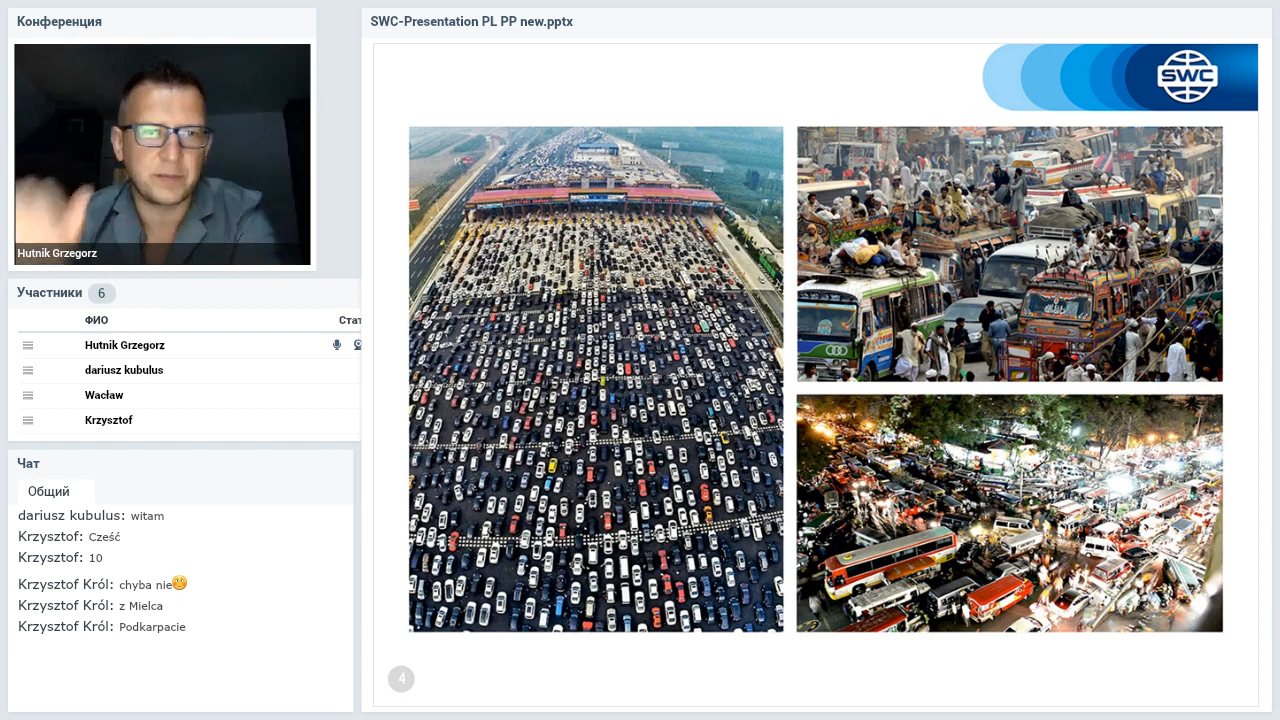 Конференция
Hutnik Grzegorz
Участники 6
ФИО Стат
Hutnik Grzegorz
dariusz kubulus
Wacław
Krzysztof
Чат
Общий
dariusz kubulus: witam
Krzysztof: Cześć
Krzysztof: 10
Krzysztof Król: chyba nie
Krzysztof Król: z Mielca
Krzysztof Król: Podkarpacie
SWC-Presentation PL PP new.pptx
SWC
4